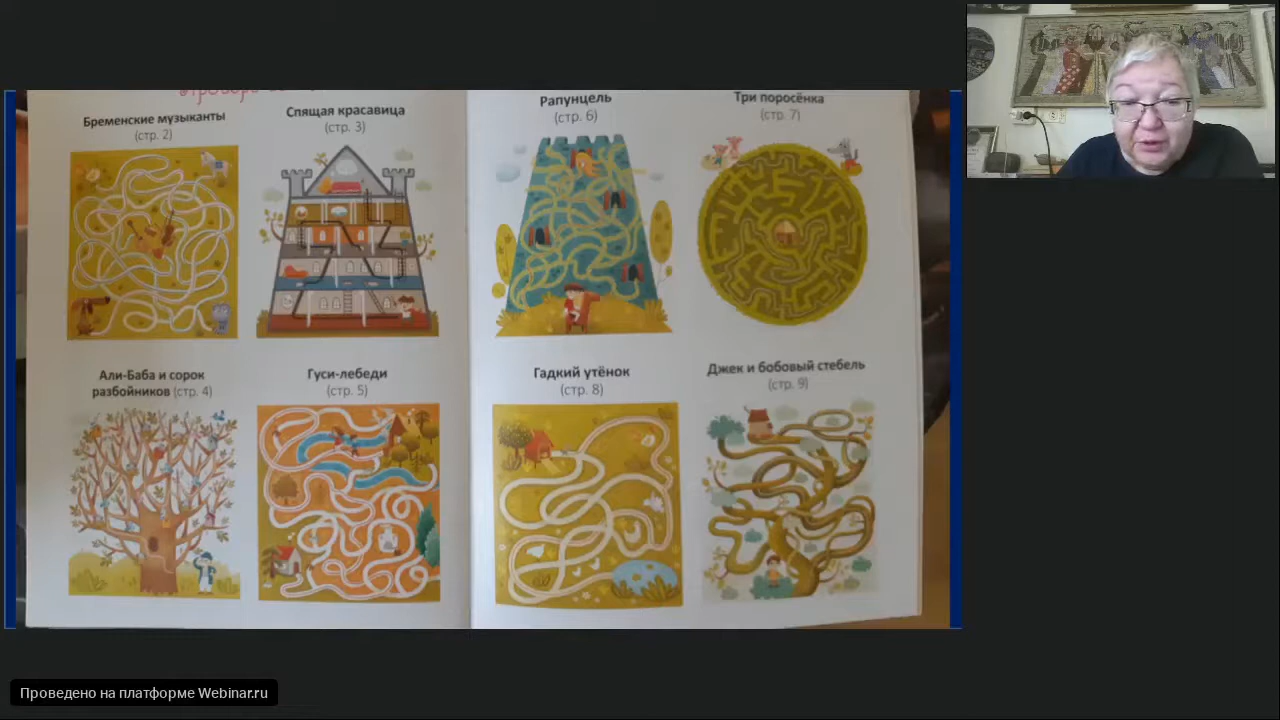 Бременские музыканты
(стр. 2)
Спящая красавица
(стр. 3)
Рапунцель
(стр. 6)
Три поросёнка
(стр. 7)
Али-Баба и сорок
разбойников (стр. 4)
Гуси-лебеди
(стр. 5)
Гадкий утёнок
(стр. 8)
Джек и бобовый стебель
(стр. 9)
Проведено на платформе Webinar.ru